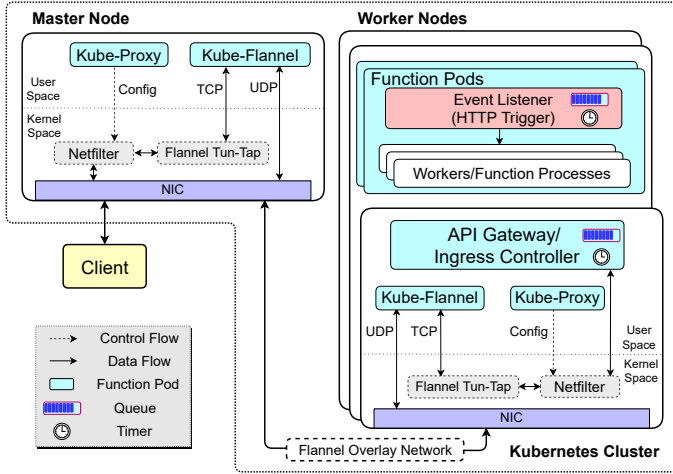 Master Node
Kube-Proxy
Kube-Flannel
User
Space
Config
TCP
UDP
Kernel
Space
Netfilter
Flannel Tun-Tap
NIC
Client
Control Flow
Data Flow
Function Pod
Queue
Timer
Worker Nodes
Function Pods
Event Listener
(HTTP Trigger)
Workers/Function Processes
API Gateway/
Ingress Controller
Kube-Flannel
Kube-Proxy
UDP
TCP
Config
User
Space
Kernel
Space
Flannel Tun-Tap
Netfilter
NIC
Flannel Overlay Network
Kubernetes Cluster